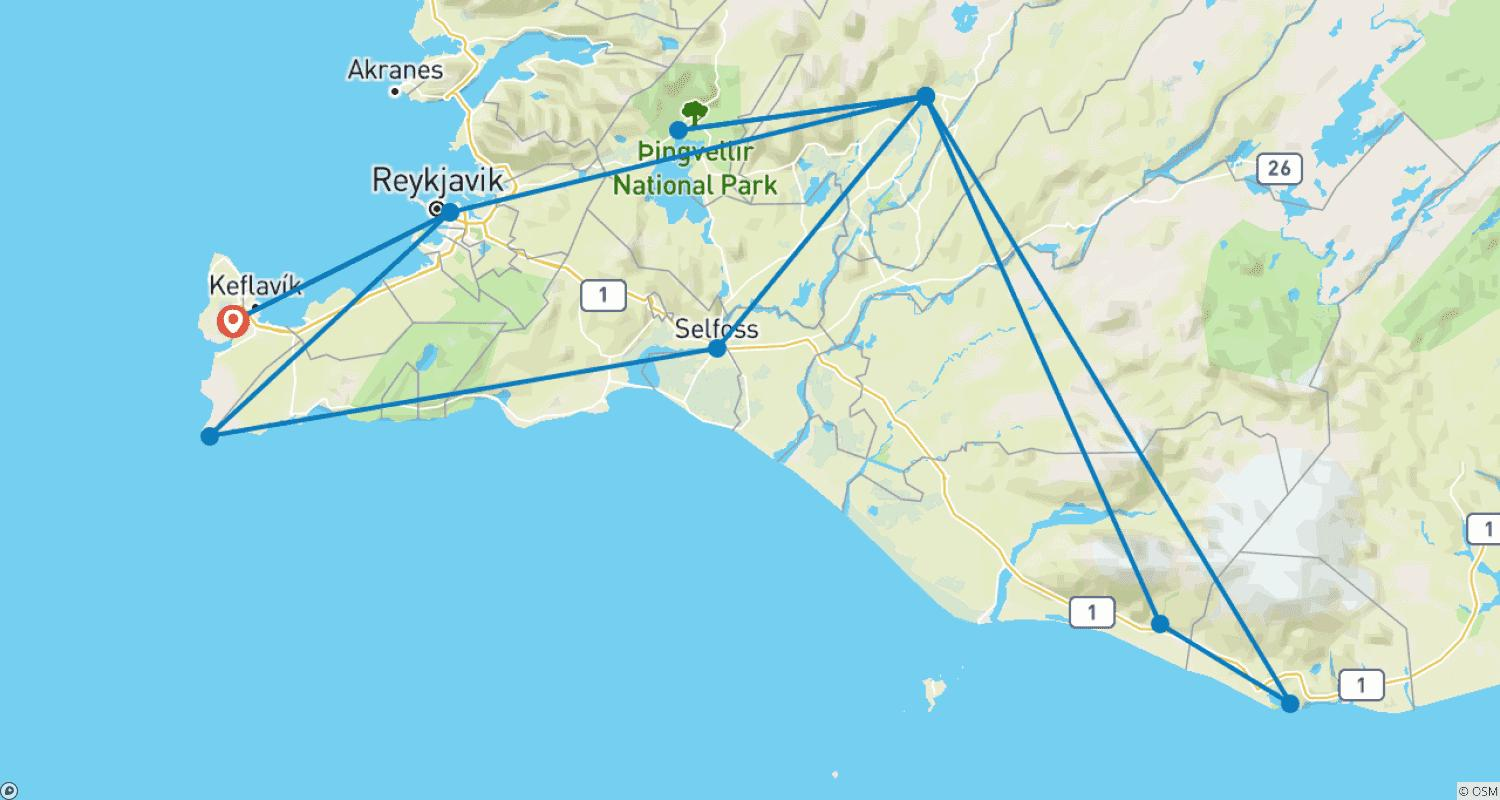 Akranes
Reykjavik
Þingvellir
National Park
26
Keflavík
1
Selfoss
1
1
1
© OSM